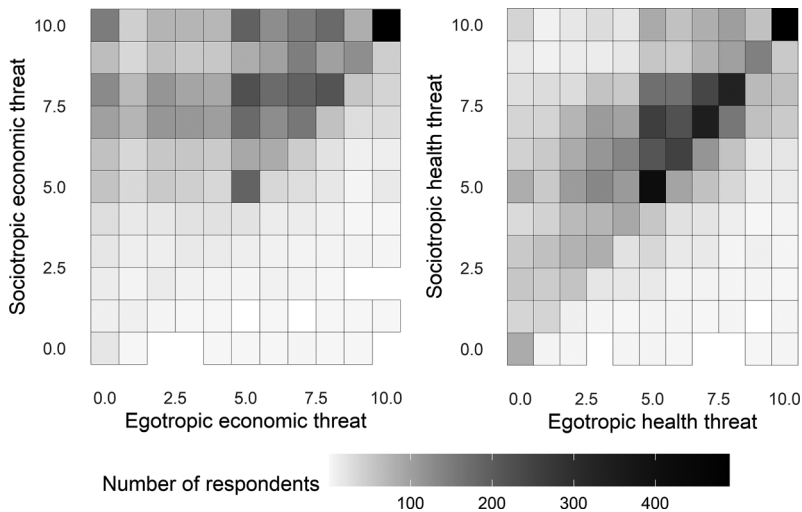 10.0
7.5
5.0
2.5
0.0
Sociotropic economic threat
0.0 2.5 5.0 7.5 10.0
Egotropic economic threat
10.0
7.5
5.0
2.5
0.0
Sociotropic health threat
0.0 2.5 5.0 7.5 10.0
Egotropic health threat
Number of respondents
100 200 300 400